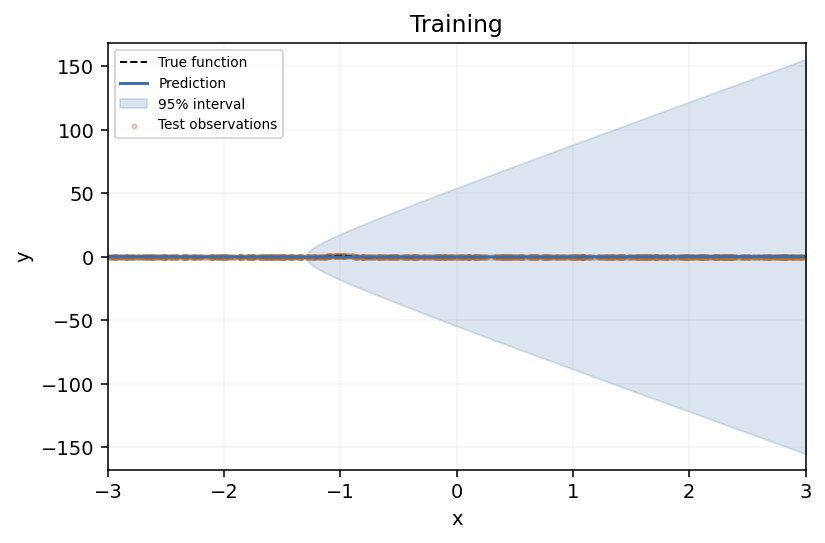 Training
True function
Prediction
95% interval
Test observations
150
100
50
0
−50
−100
−150
y
−3
−2
−1
0
1
2
3
x